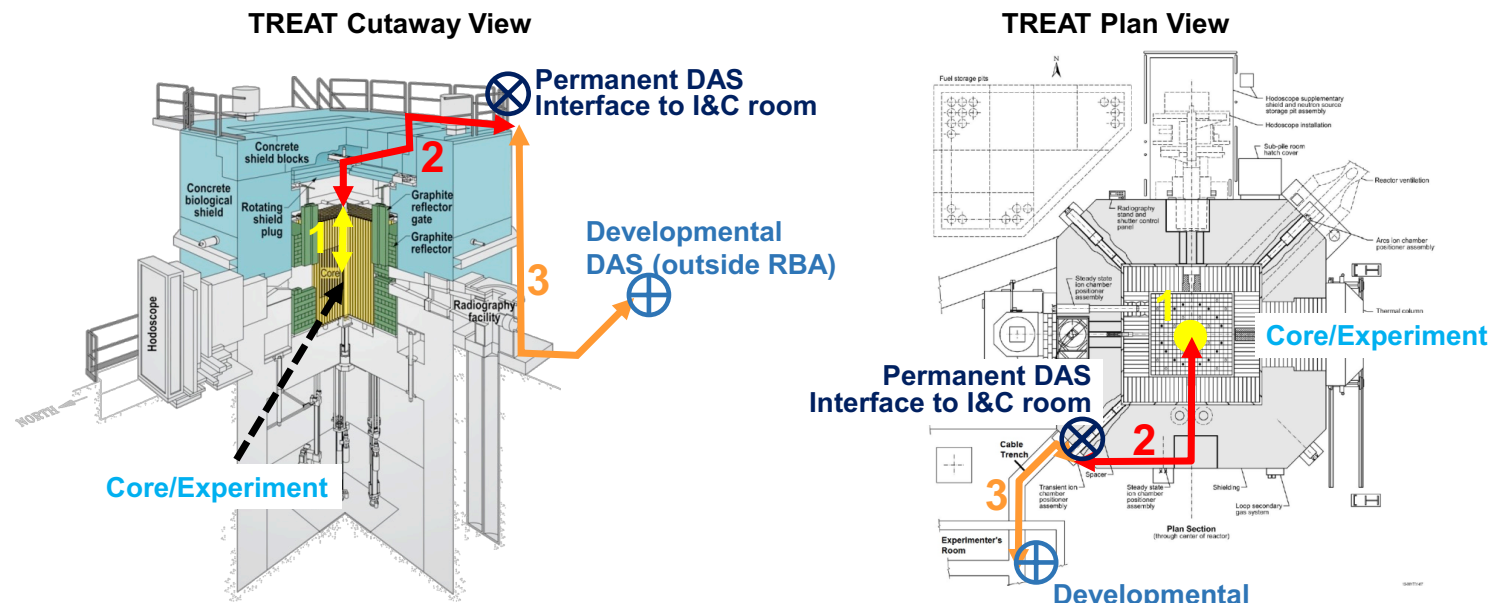 TREAT Cutaway View
Permanent DAS
Interface to I&C room
Concrete
shield blocks
2
Concrete
biological
shield
Rotating
shield
plug
Graphite
reflector
gate
Graphite
reflector
1
Core
Developmental
DAS (outside RBA)
3
Radiography
facility
Hodoscope
NORTH
Core/Experiment
TREAT Plan View
Fuel storage pits
N
Hodoscope supplementary
shield and neutron source
storage pit assembly
Hodoscope installation
Sub-pile room
hatch cover
Reactor ventilation
Radiography
stand and
shutter control
panel
Arcs ion chamber
positioner assembly
Steady state
ion chamber
positioner
assembly
1
Thermal column
Core/Experiment
Permanent DAS
Interface to I&C room
2
Cable
Trench
Spacer
3
Transient ion
chamber
positioner
assembly
Steady state
ion chamber
positioner
assembly
Shielding
Loop secondary
gas system
Plan Section
(through center of reactor)
Experimenter's
Room
Developmental